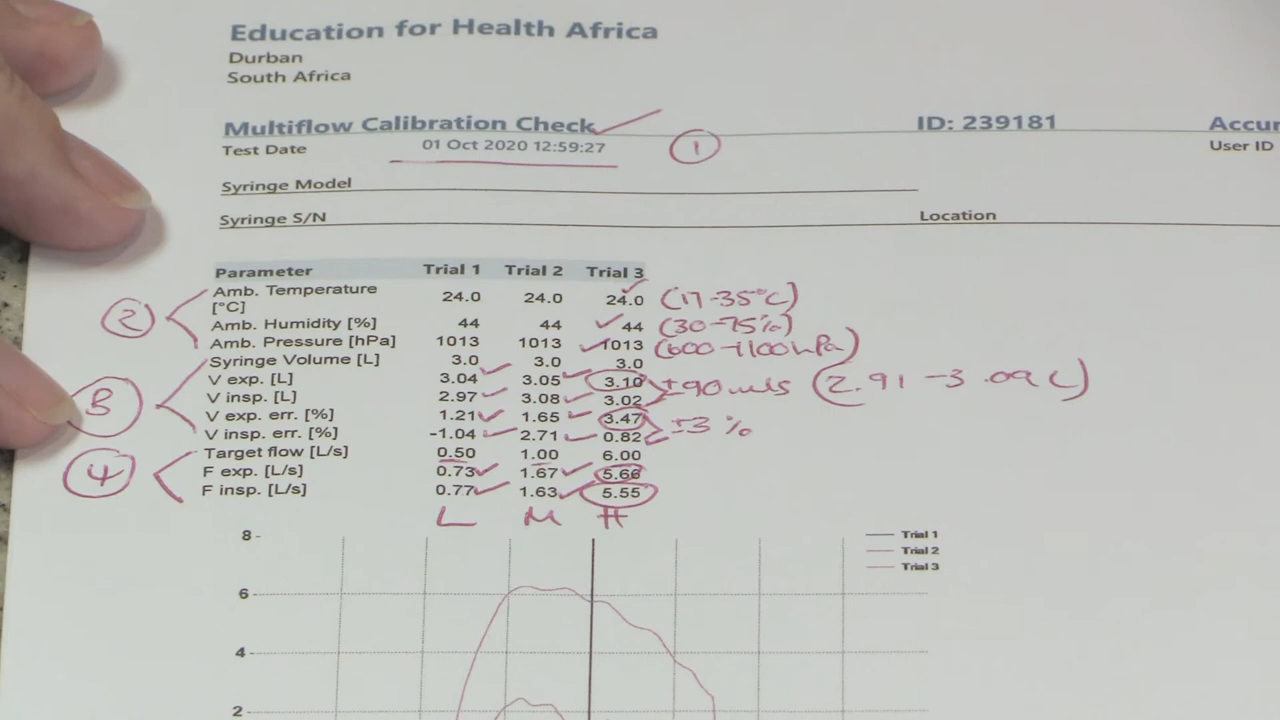 Education for Health Africa
Durban
South Africa
Multiflow Calibration Check ID: 239181
Test Date 01 Oct 2020 12:59:27 1 User ID
Syringe Model
Syringe S/N Location
Parameter Trial 1 Trial 2 Trial 3
Amb. Temperature
[°C] 24.0 24.0 24.0 (17-35°C)
2
Amb. Humidity [%] 44 44 44 (30-75%)
Amb. Pressure [hPa] 1013 1013 1013 (600-1100hPa)
Syringe Volume [L] 3.0 3.0 3.0
V exp. [L] 3.04 3.05 3.10 ±90mls (2.91-3.09L)
V insp. [L] 2.97 3.08 3.02
3
V exp. err. [%] 1.21 1.65 3.47 ±3%
V insp. err. [%] -1.04 2.71 0.82
Target flow [L/s] 0.50 1.00 6.00
4
F exp. [L/s] 0.73 1.67 5.66
F insp. [L/s] 0.77 1.63 5.55
L M H
8
Trial 1
Trial 2
Trial 3
6
4
2